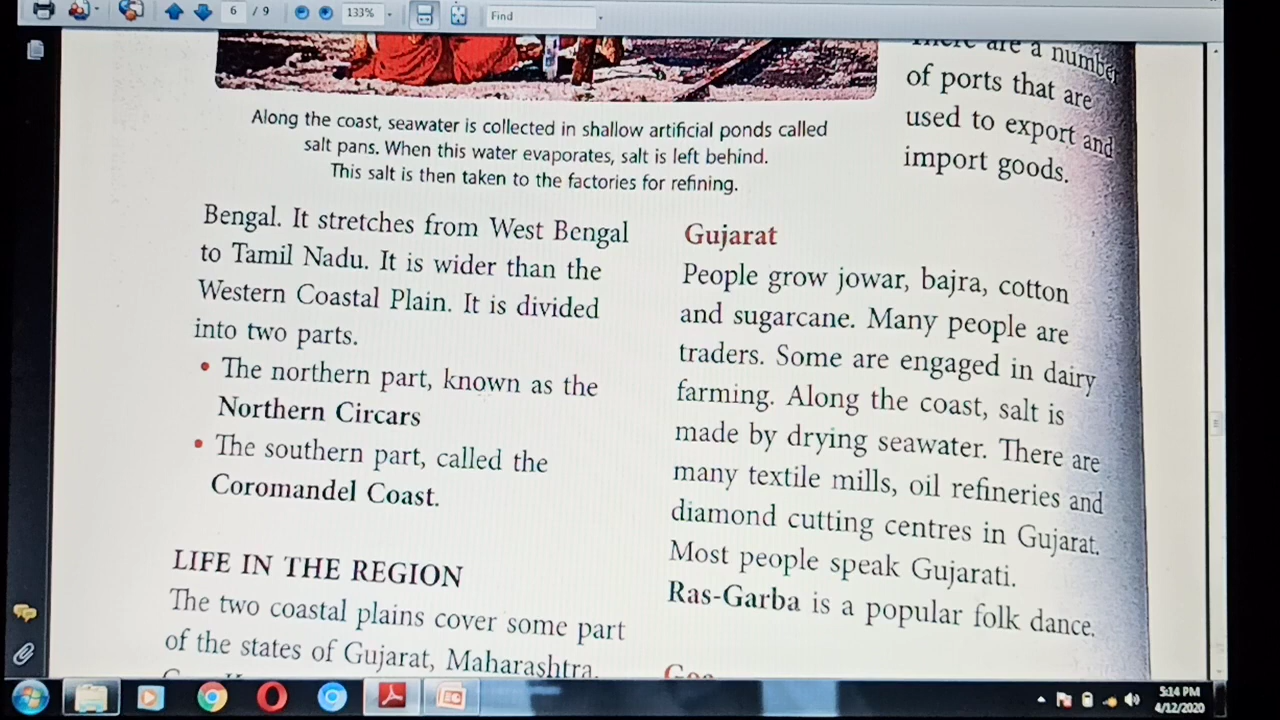 6 / 9
133%
Find
There are a number
of ports that are
used to export and
import goods.
Along the coast, seawater is collected in shallow artificial ponds called
salt pans. When this water evaporates, salt is left behind.
This salt is then taken to the factories for refining.
Bengal. It stretches from West Bengal
to Tamil Nadu. It is wider than the
Western Coastal Plain. It is divided
into two parts.
• The northern part, known as the
Northern Circars
• The southern part, called the
Coromandel Coast.
LIFE IN THE REGION
The two coastal plains cover some part
of the states of Gujarat, Maharashtra,
Gujarat
People grow jowar, bajra, cotton
and sugarcane. Many people are
traders. Some are engaged in dairy
farming. Along the coast, salt is
made by drying seawater. There are
many textile mills, oil refineries and
diamond cutting centres in Gujarat.
Most people speak Gujarati.
Ras-Garba is a popular folk dance.
Goa
5:14 PM
4/12/2020